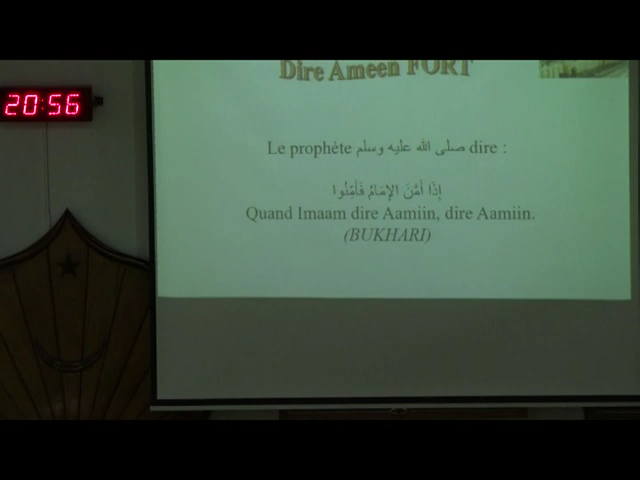 Dire Ameen FORT
20:56
Le prophète صلى الله عليه وسلم dire :
إِذَا أَمَّنَ الإِمَامُ فَأَمِّنُوا
Quand Imaam dire Aamiin, dire Aamiin.
(BUKHARI)